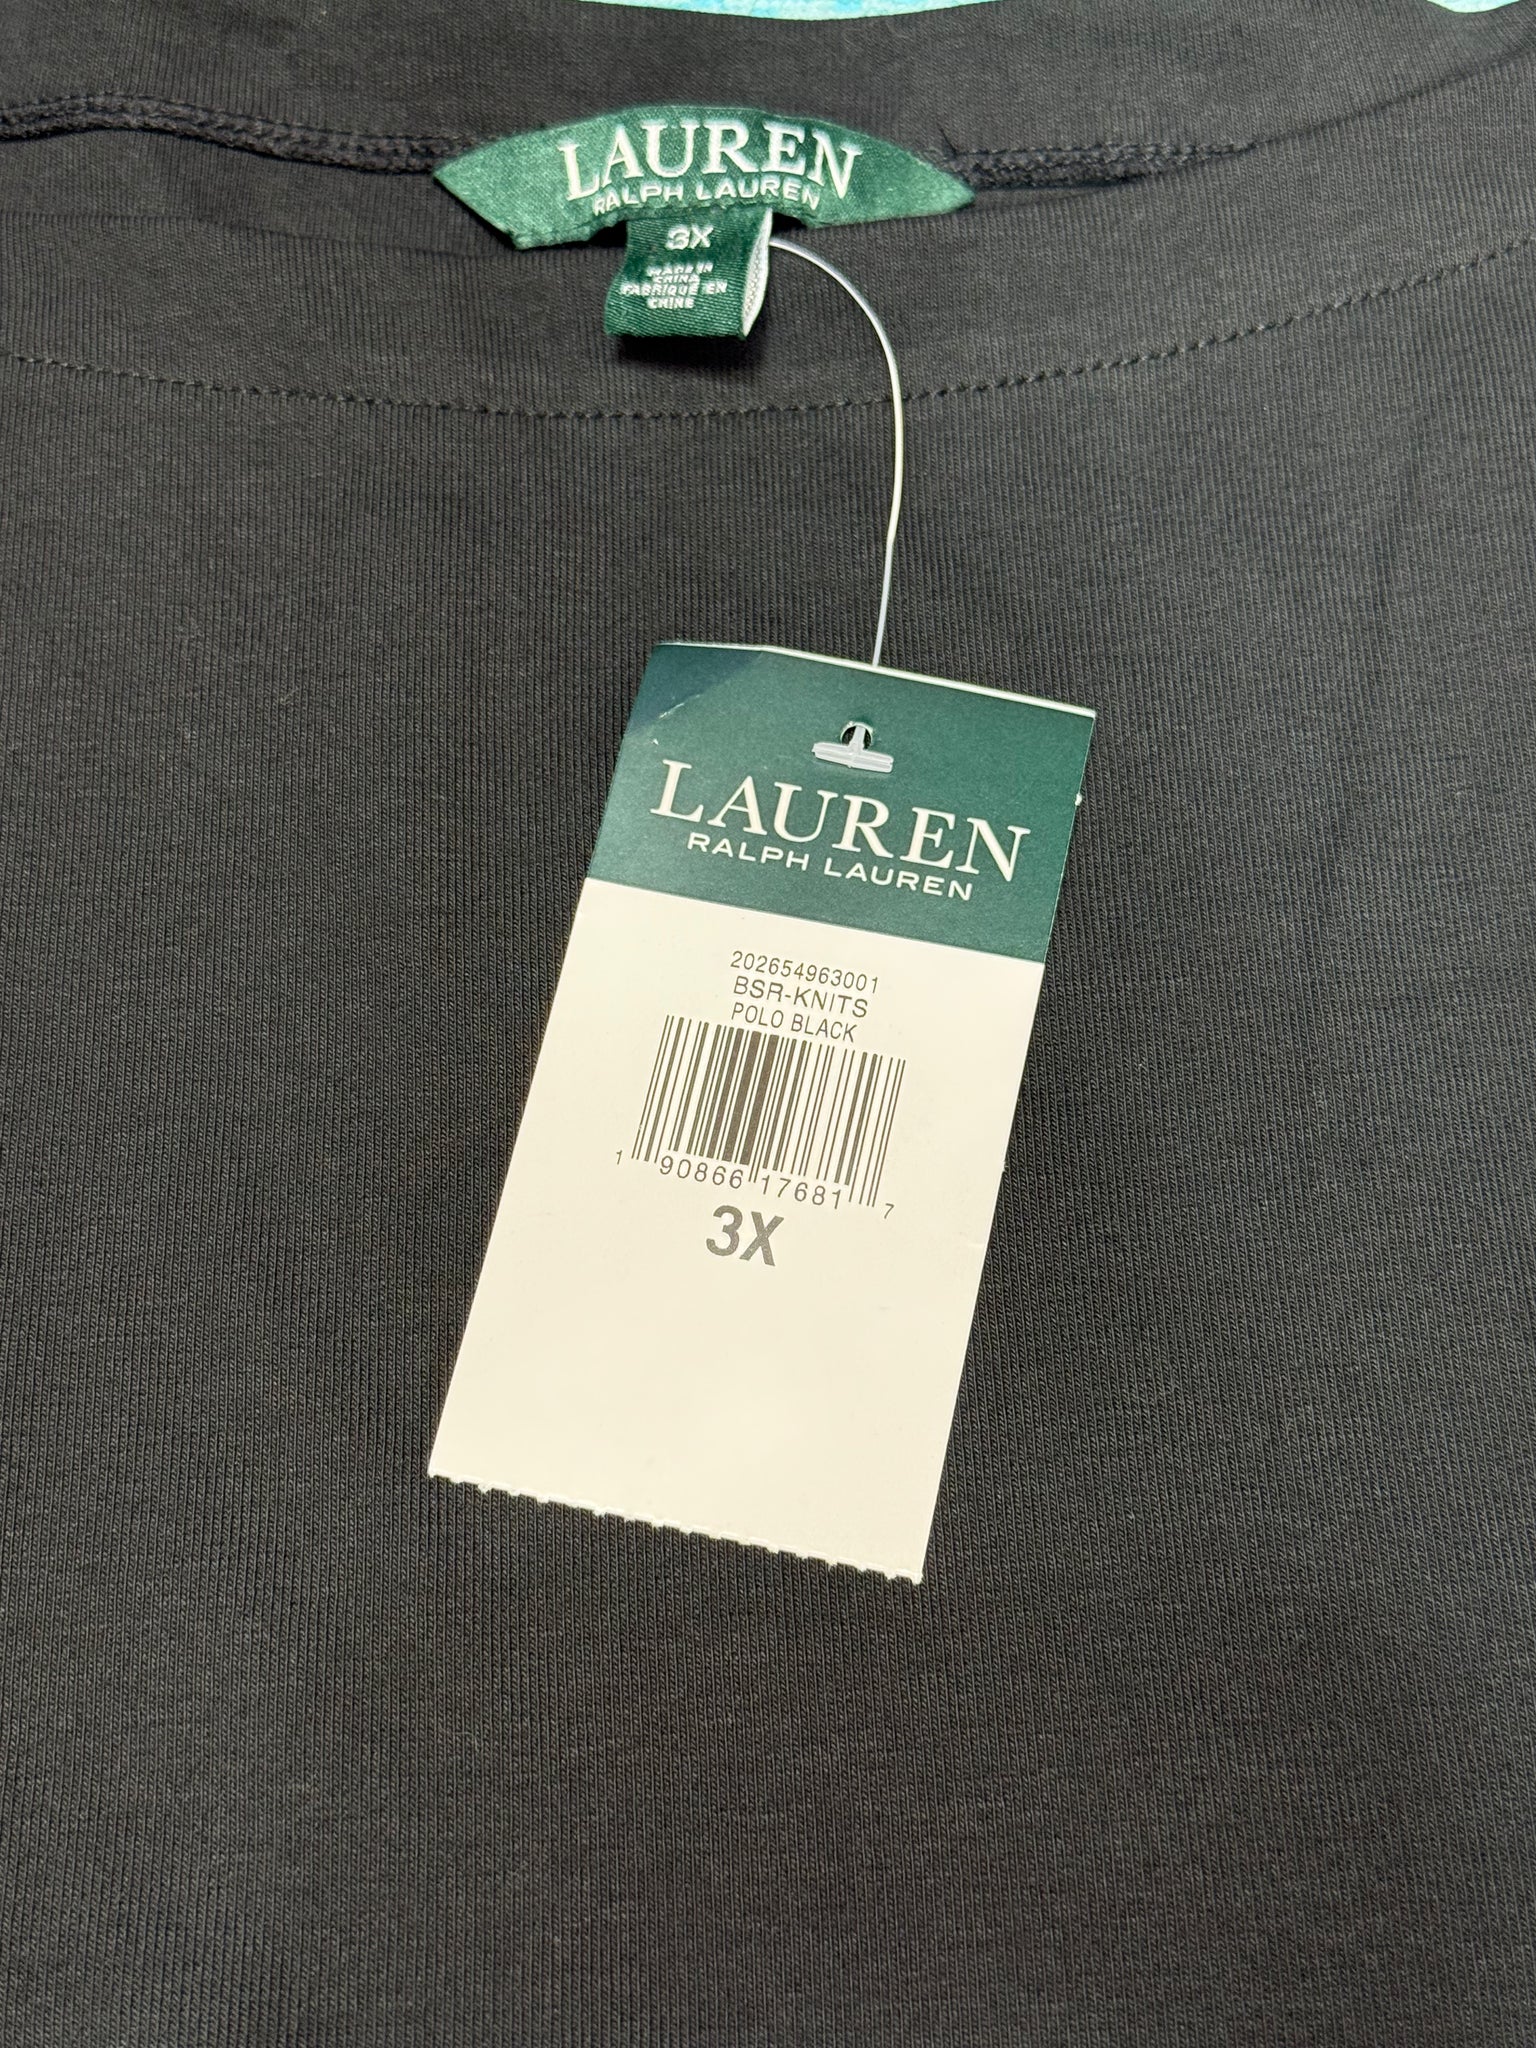 LAUREN
RALPH LAUREN
3X
MADE IN
CHINA
FABRIQUÉ EN
CHINE
LAUREN
RALPH LAUREN
202654963001
BSR-KNITS
POLO BLACK
1 90866 17681 7
3X